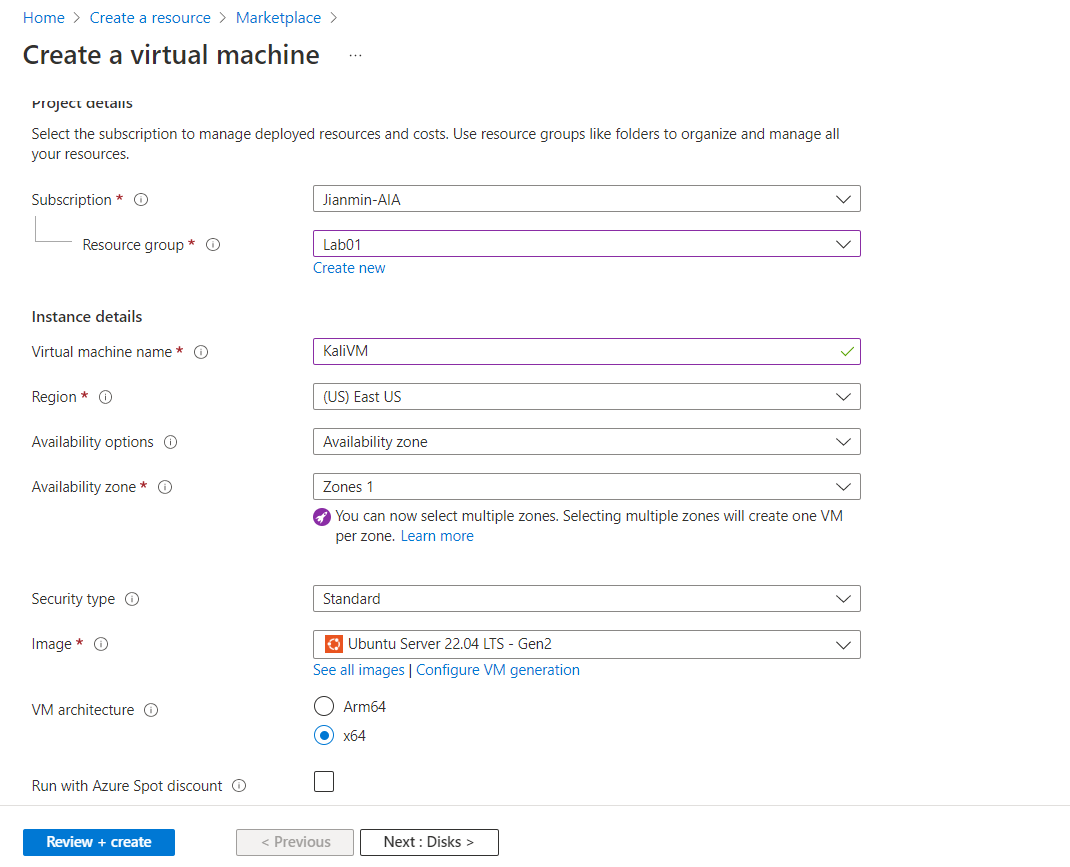 Home > Create a resource > Marketplace >
Create a virtual machine ...
Project details
Select the subscription to manage deployed resources and costs. Use resource groups like folders to organize and manage all
your resources.
Subscription * Jianmin-AIA
Resource group * Lab01
Create new
Instance details
Virtual machine name * KaliVM
Region * (US) East US
Availability options Availability zone
Availability zone * Zones 1
You can now select multiple zones. Selecting multiple zones will create one VM
per zone. Learn more
Security type Standard
Image * Ubuntu Server 22.04 LTS - Gen2
See all images | Configure VM generation
VM architecture Arm64
x64
Run with Azure Spot discount
Review + create < Previous Next : Disks >